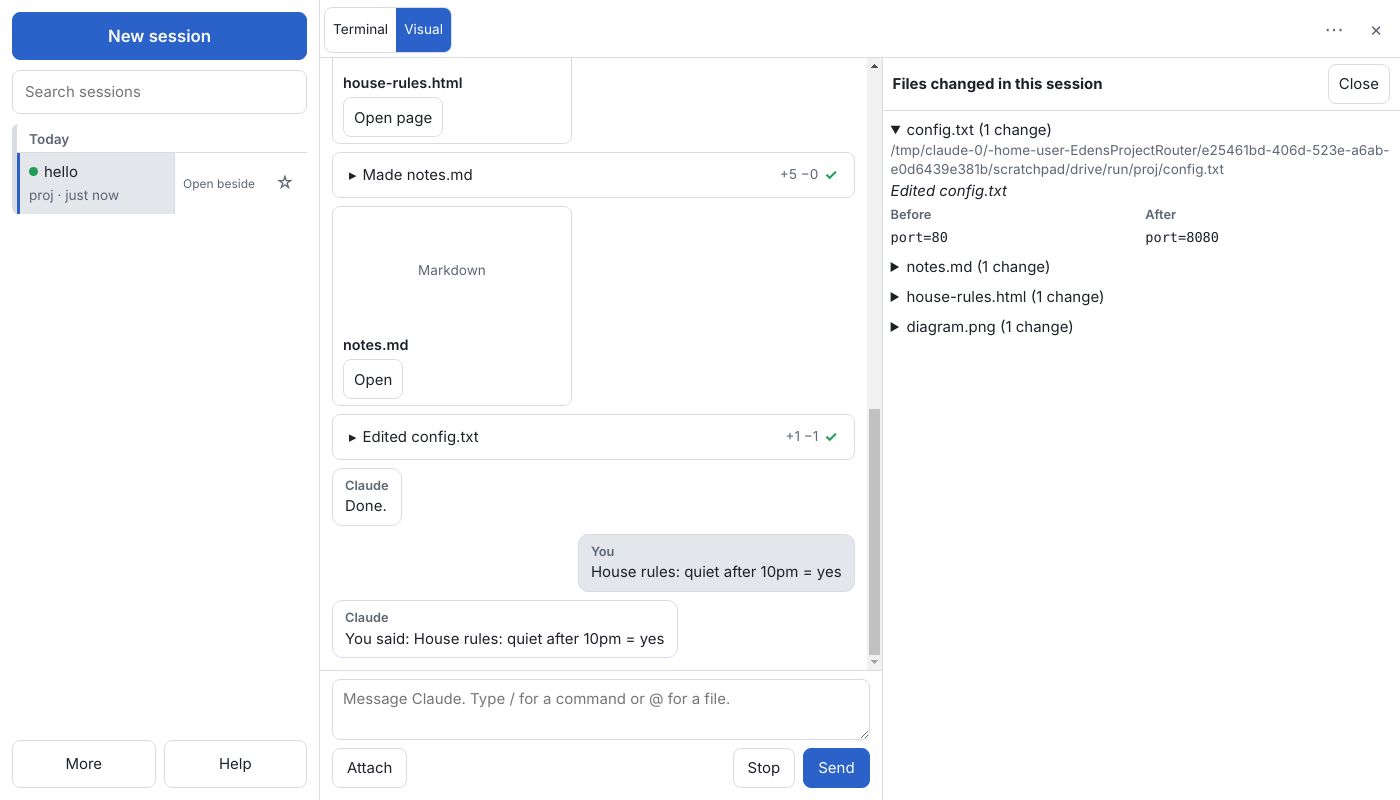 New session
Search sessions
Today
hello
proj · just now
Open beside
More
Help
Terminal
Visual
house-rules.html
Open page
Made notes.md
+5 −0
Markdown
notes.md
Open
Edited config.txt
+1 −1
Claude
Done.
You
House rules: quiet after 10pm = yes
Claude
You said: House rules: quiet after 10pm = yes
Message Claude. Type / for a command or @ for a file.
Attach
Stop
Send
Files changed in this session
Close
config.txt (1 change)
/tmp/claude-0/-home-user-EdensProjectRouter/e25461bd-406d-523e-a6ab-
e0d6439e381b/scratchpad/drive/run/proj/config.txt
Edited config.txt
Before
After
port=80
port=8080
notes.md (1 change)
house-rules.html (1 change)
diagram.png (1 change)